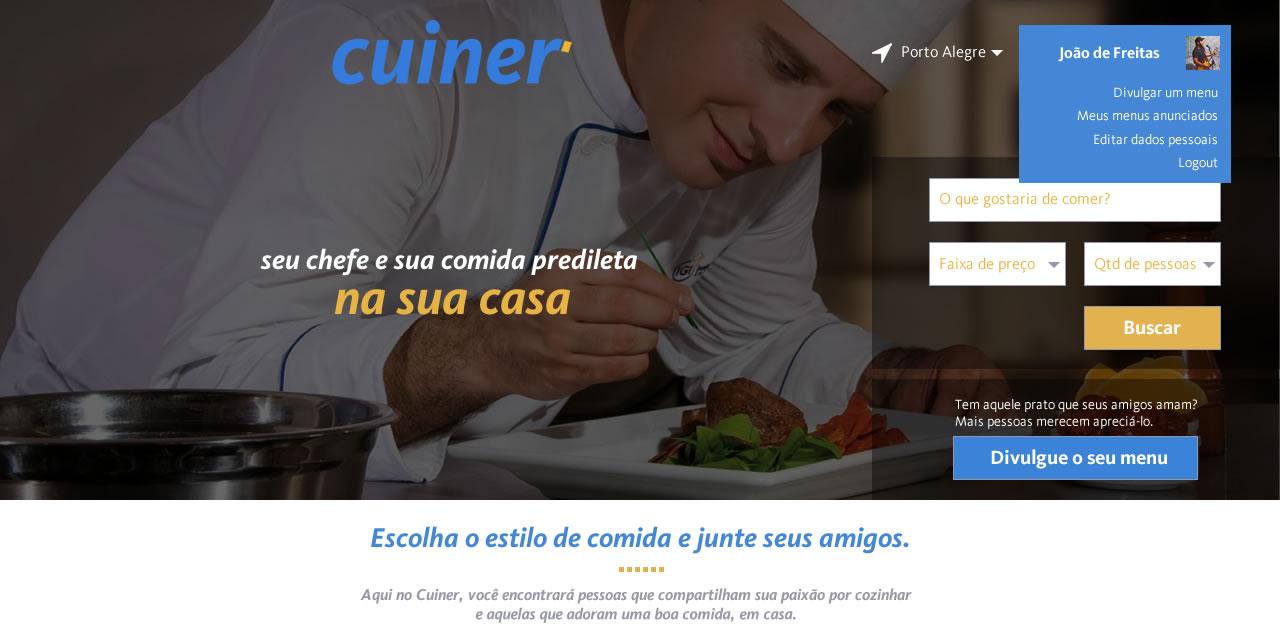 cuiner'
Porto Alegre
João de Freitas
Divulgar um menu
Meus menus anunciados
Editar dados pessoais
Logout
O que gostaria de comer?
Faixa de preço
Qtd de pessoas
Buscar
seu chefe e sua comida predileta
na sua casa
Tem aquele prato que seus amigos amam?
Mais pessoas merecem apreciá-lo.
Divulgue o seu menu
Escolha o estilo de comida e junte seus amigos.
Aqui no Cuiner, você encontrará pessoas que compartilham sua paixão por cozinhar
e aquelas que adoram uma boa comida, em casa.